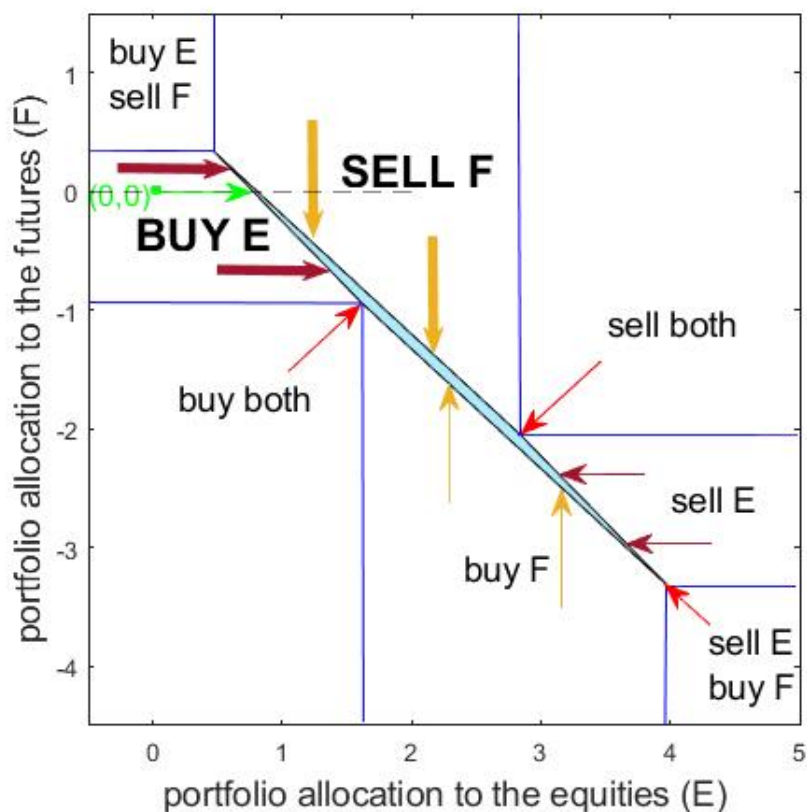 buy E
sell F
SELL F
(0,0)
BUY E
sell both
buy both
sell E
buy F
sell E
buy F
1
0
-1
-2
-3
-4
0
1
2
3
4
5
portfolio allocation to the futures (F)
portfolio allocation to the equities (E)